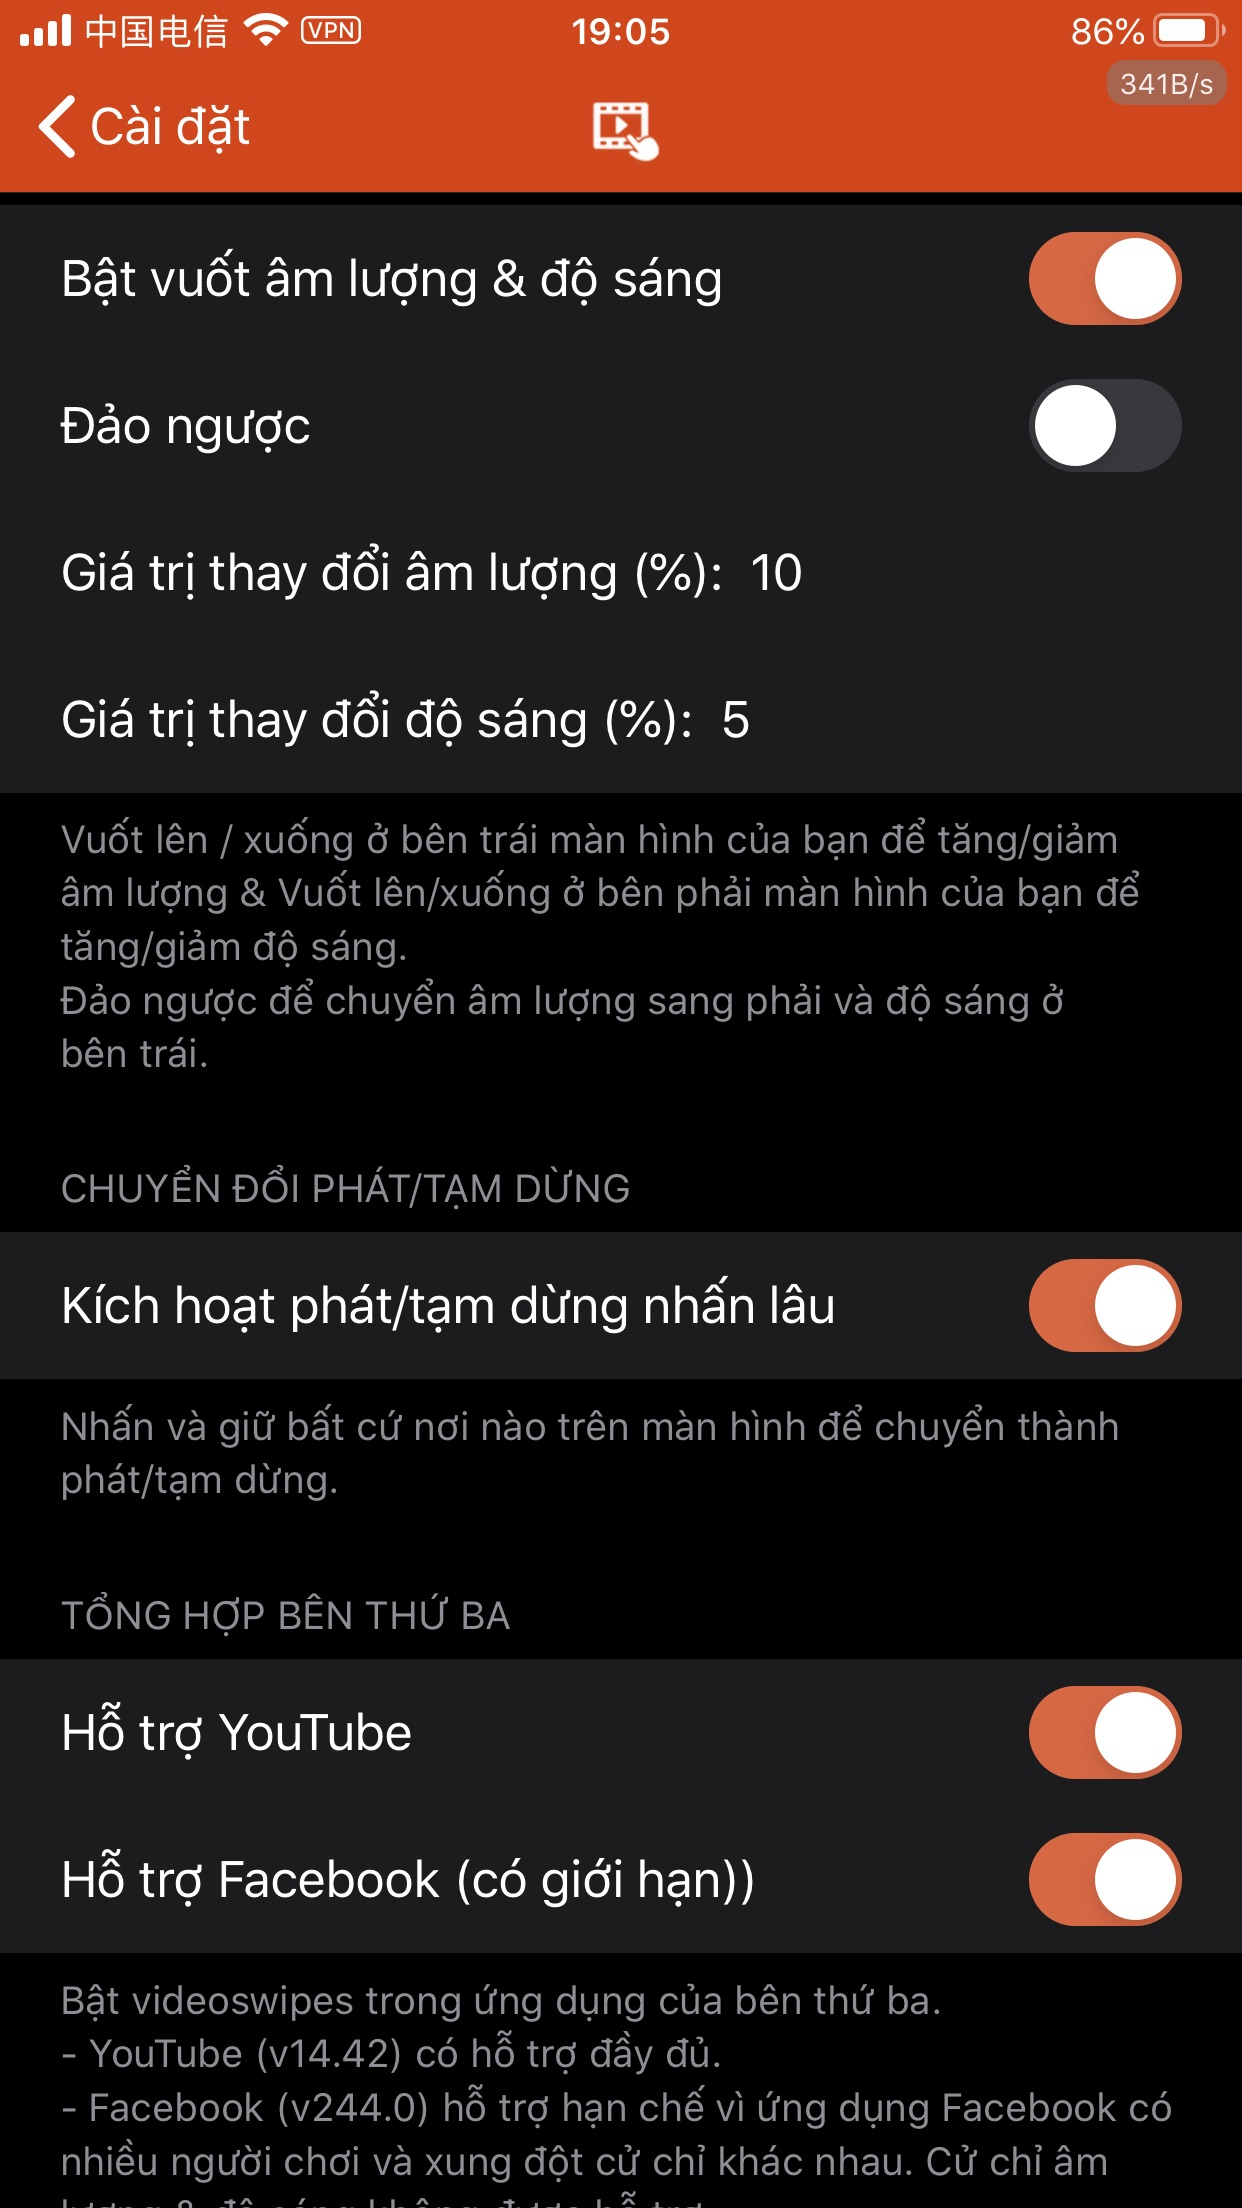 中国电信 VPN 19:05 86%
341B/s
Cài đặt
Bật vuốt âm lượng & độ sáng
Đảo ngược
Giá trị thay đổi âm lượng (%): 10
Giá trị thay đổi độ sáng (%): 5
Vuốt lên / xuống ở bên trái màn hình của bạn để tăng/giảm
âm lượng & Vuốt lên/xuống ở bên phải màn hình của bạn để
tăng/giảm độ sáng.
Đảo ngược để chuyển âm lượng sang phải và độ sáng ở
bên trái.
CHUYỂN ĐỔI PHÁT/TẠM DỪNG
Kích hoạt phát/tạm dừng nhấn lâu
Nhấn và giữ bất cứ nơi nào trên màn hình để chuyển thành
phát/tạm dừng.
TỔNG HỢP BÊN THỨ BA
Hỗ trợ YouTube
Hỗ trợ Facebook (có giới hạn))
Bật videoswipes trong ứng dụng của bên thứ ba.
- YouTube (v14.42) có hỗ trợ đầy đủ.
- Facebook (v244.0) hỗ trợ hạn chế vì ứng dụng Facebook có
nhiều người chơi và xung đột cử chỉ khác nhau. Cử chỉ âm
lượng & độ sáng không được hỗ trợ.